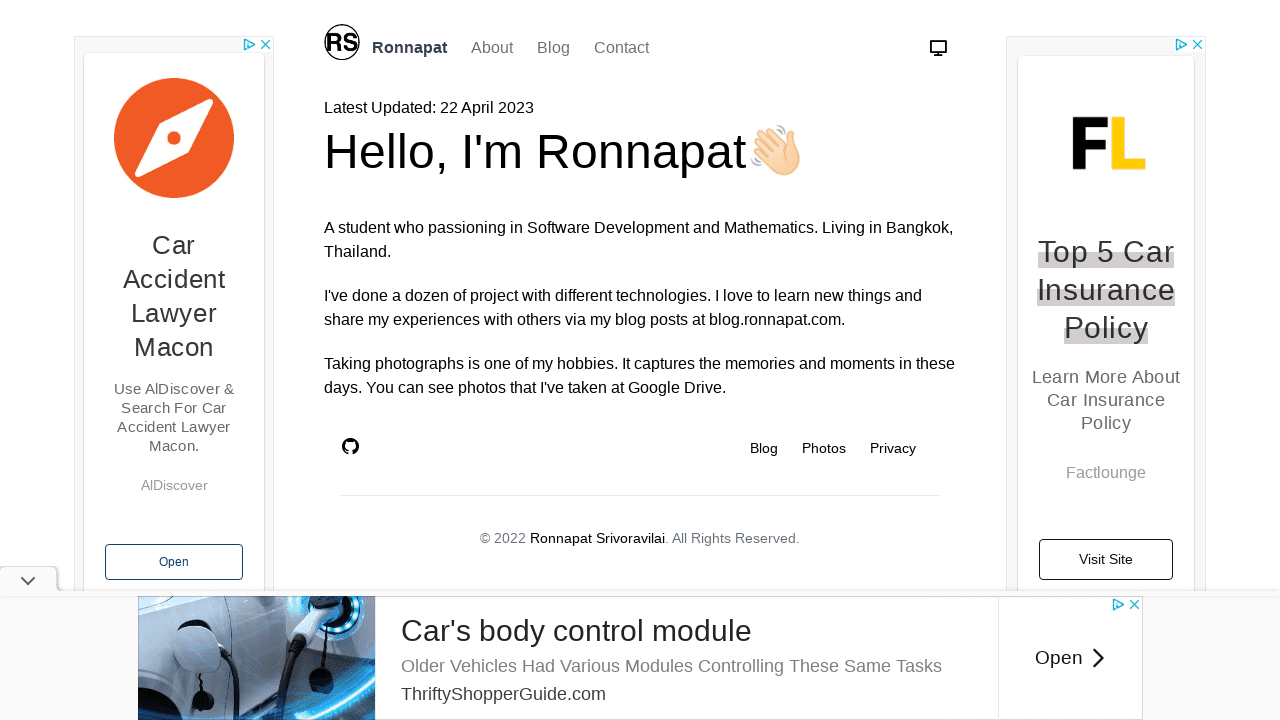 RS
Ronnapat About Blog Contact
Latest Updated: 22 April 2023
Hello, I'm Ronnapat👋🏻
A student who passioning in Software Development and Mathematics. Living in Bangkok,
Thailand.
I've done a dozen of project with different technologies. I love to learn new things and
share my experiences with others via my blog posts at blog.ronnapat.com.
Taking photographs is one of my hobbies. It captures the memories and moments in these
days. You can see photos that I've taken at Google Drive.
Blog Photos Privacy
© 2022 Ronnapat Srivoravilai. All Rights Reserved.
Car
Accident
Lawyer
Macon
Use AlDiscover &
Search For Car
Accident Lawyer
Macon.
AlDiscover
Open
FL
Top 5 Car
Insurance
Policy
Learn More About
Car Insurance
Policy
Factlounge
Visit Site
Car's body control module
Older Vehicles Had Various Modules Controlling These Same Tasks
ThriftyShopperGuide.com
Open